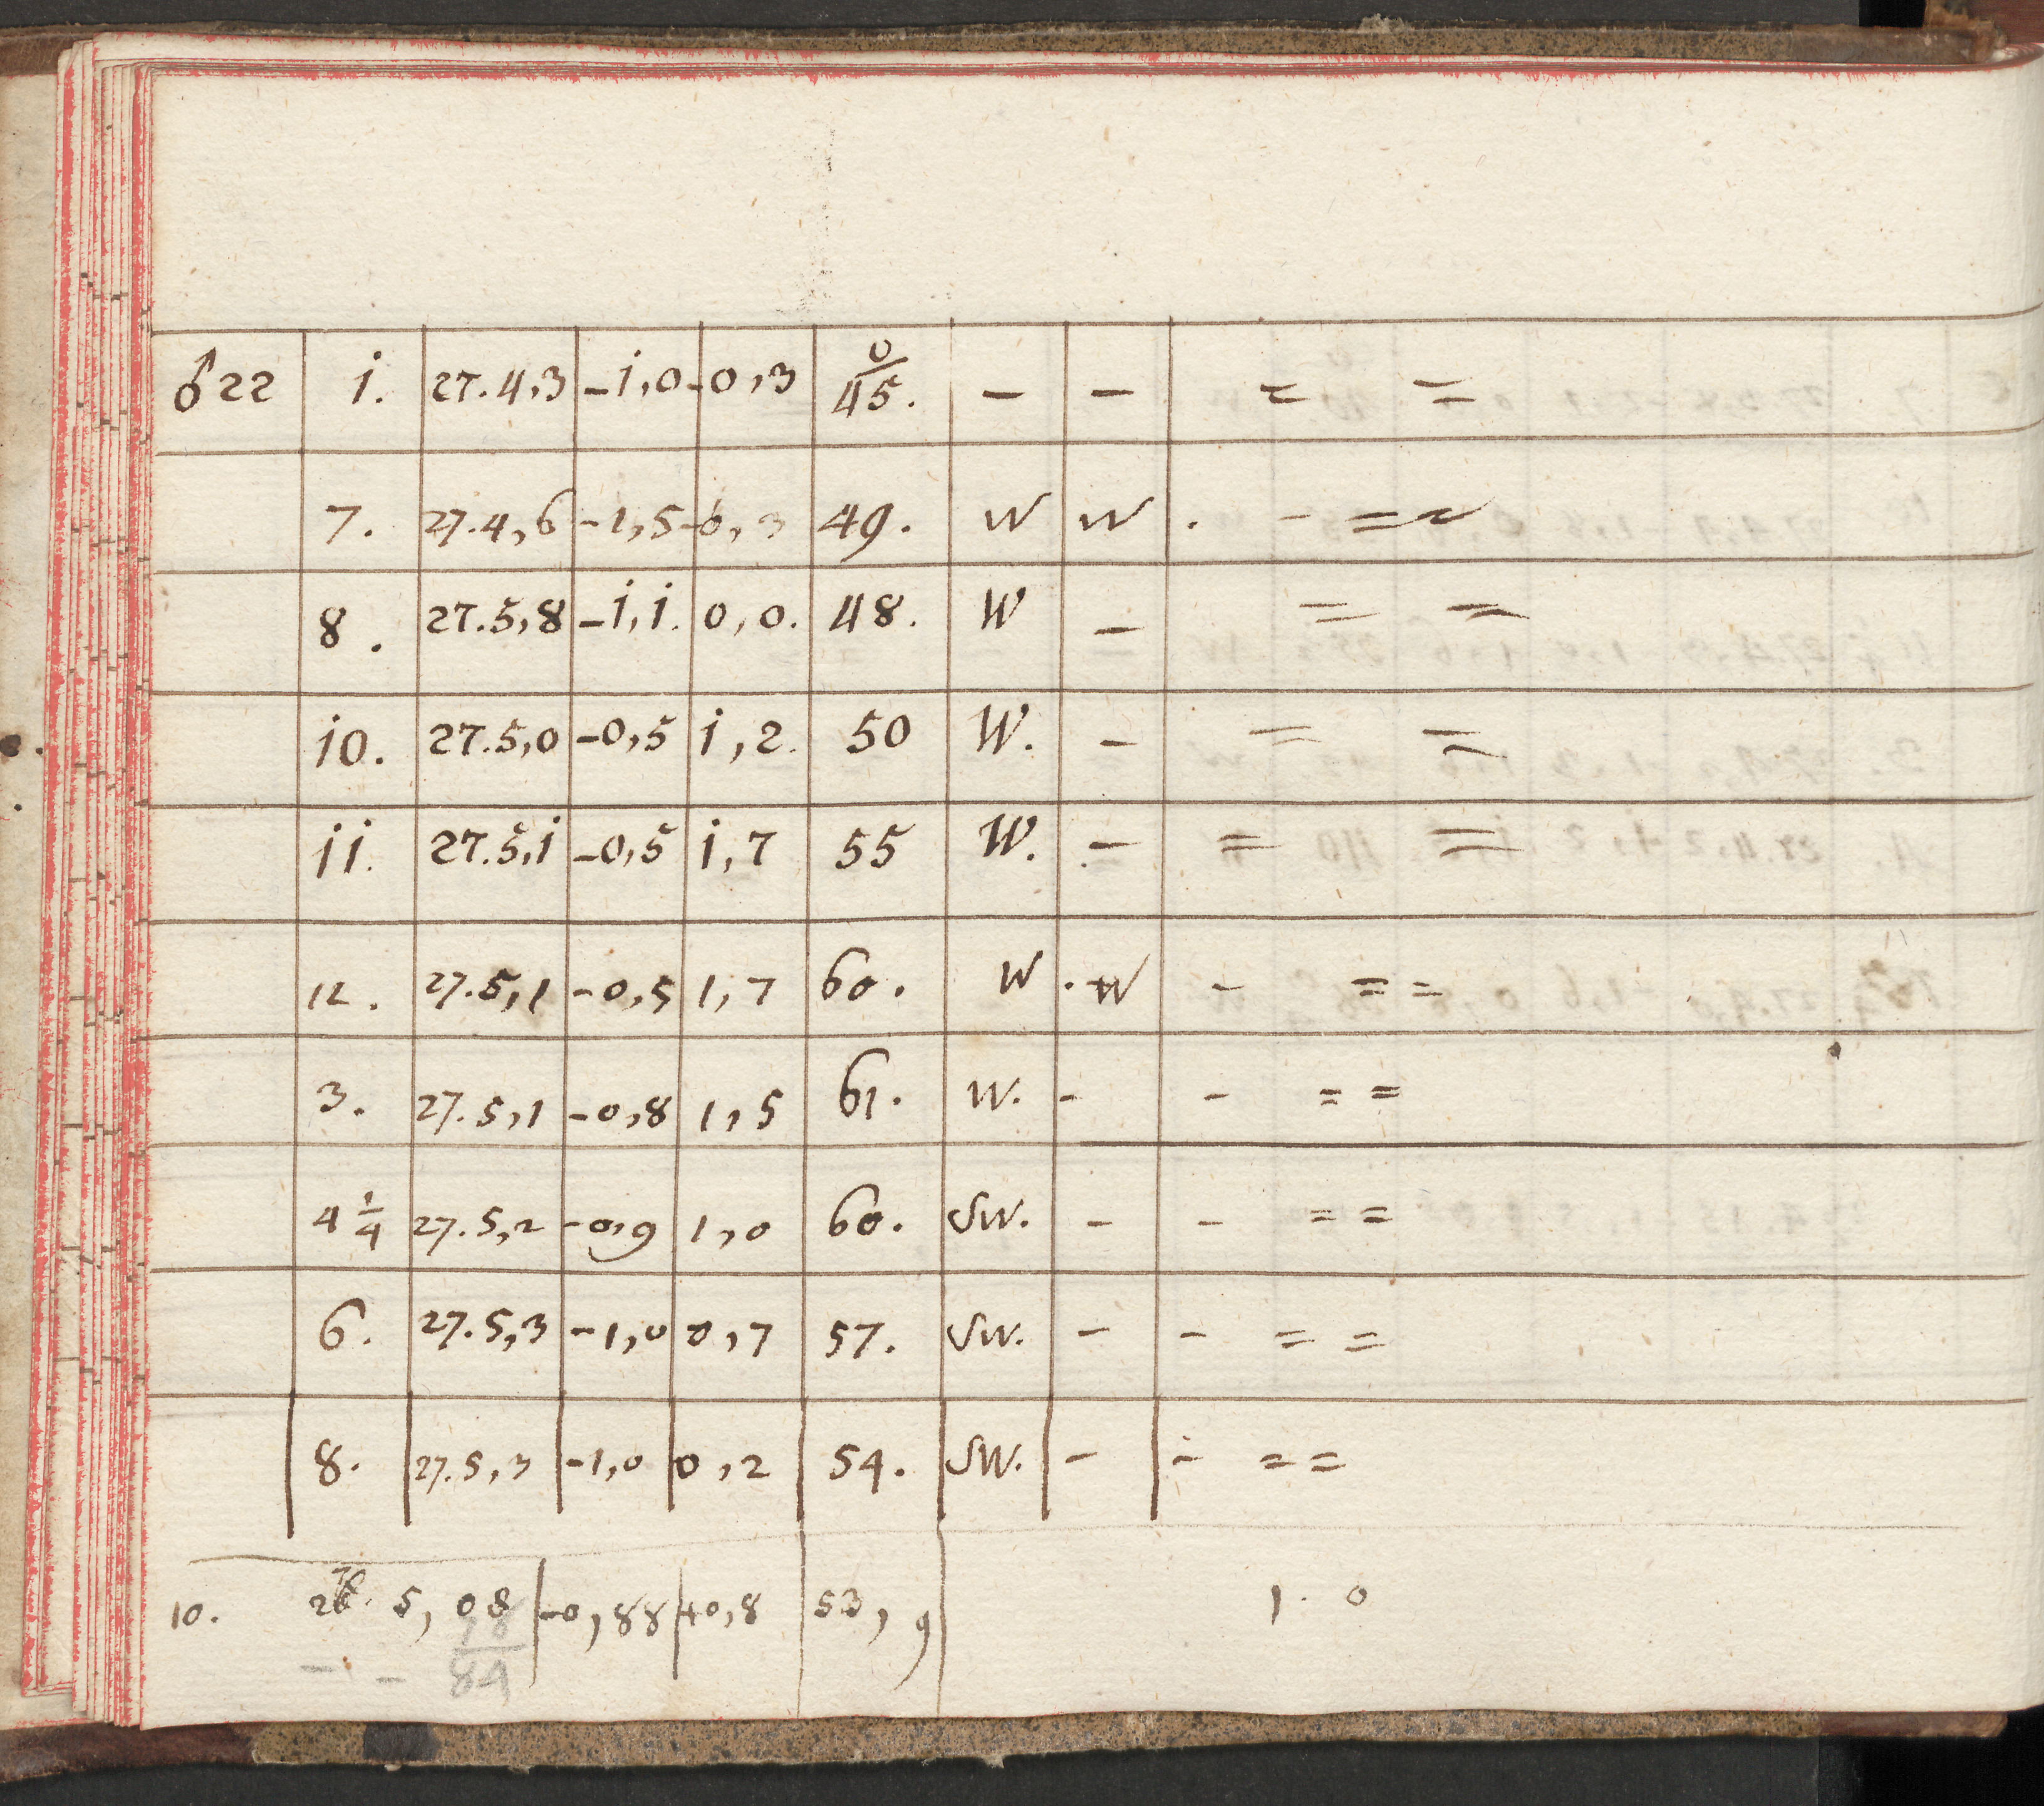 ♂22 1. 27.4,3 -1,0 -0,3 0/45. - - = =
7. 27.4,6 -1,5 -0,3 49. W W . - = =
8. 27.5,8 -1,1. 0,0. 48. W - = =
10. 27.5,0 -0,5 1,2. 50 W. - = =
11. 27.5,1 -0,5 1,7 55 W. - = =
12. 27.5,1 -0,5 1,7 60. W . W - = =
3. 27.5,1 -0,8 1,5 61. W. - - = =
4 1/4 27.5,2 -0,9 1,0 60. SW. - - = =
6. 27.5,3 -1,0 0,7 57. SW. - - = =
8. 27.5,3 -1,0 0,2 54. SW. - - = =
10. 5,08 -0,88 +0,8 53,9 1. 0
- - 84